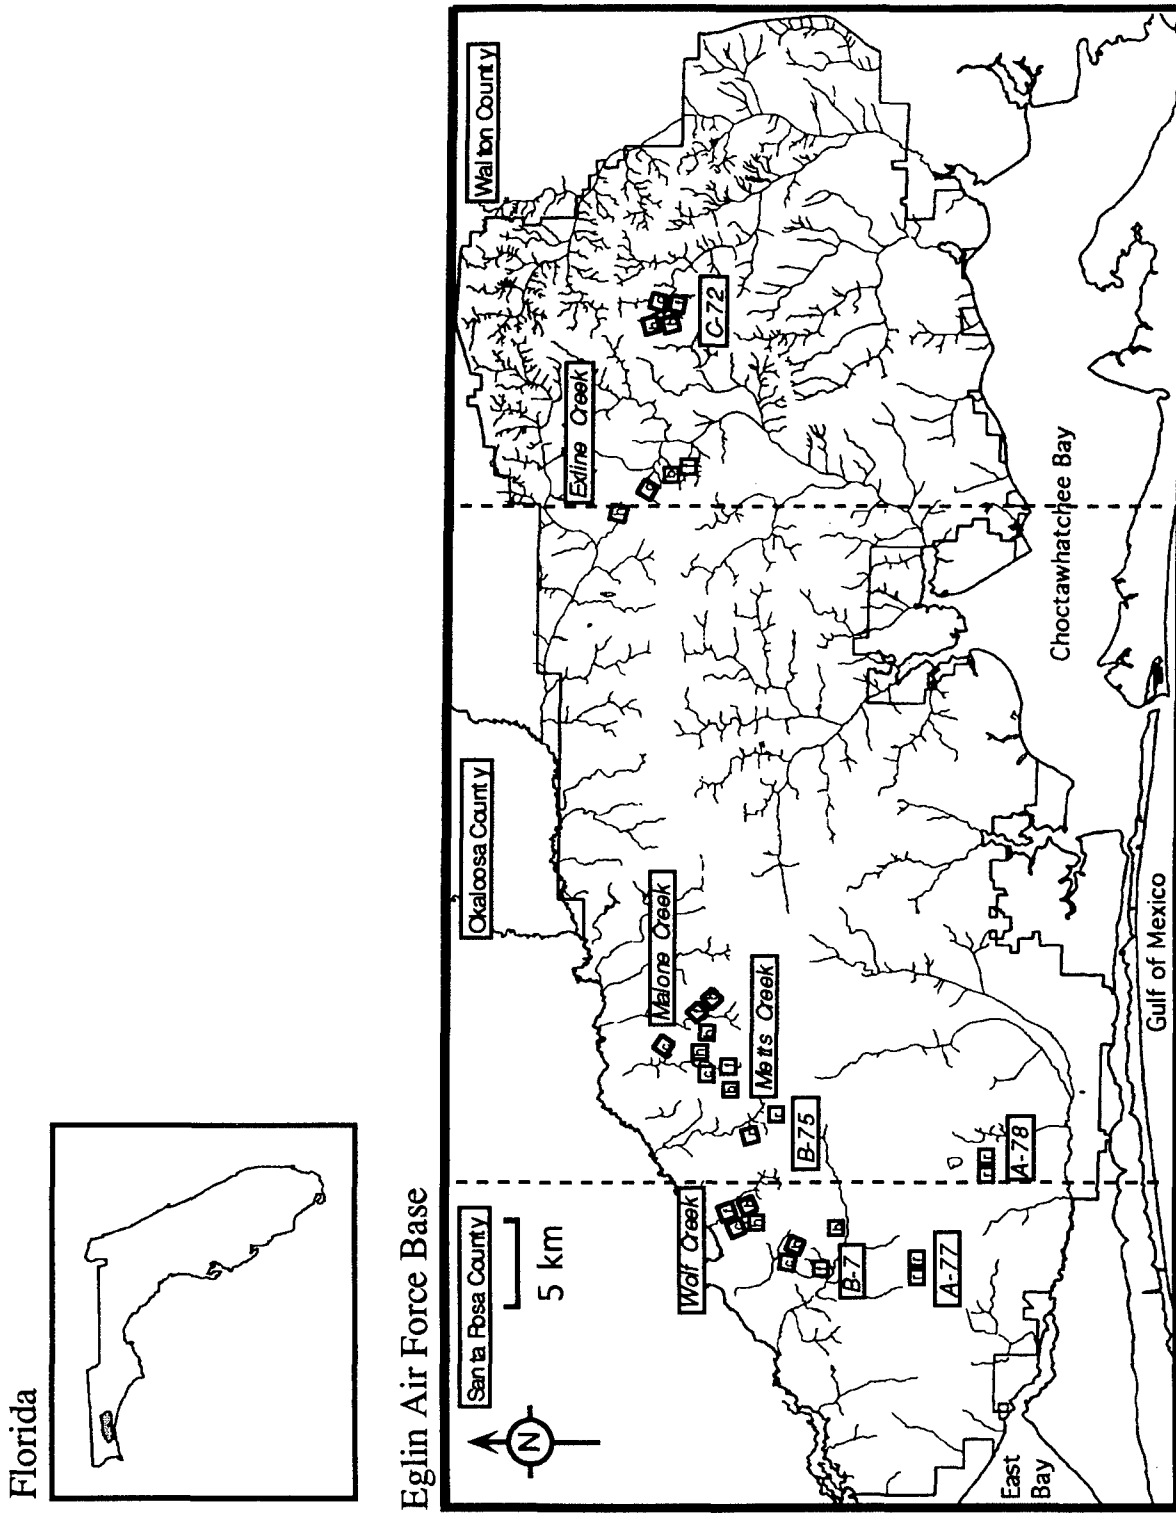 Florida
Eglin Air Force Base
Santa Rosa County
Okaloosa County
Walton County
5 km
N
Wolf Creek
Malone Creek
Exline Creek
Metts Creek
B-75
B-7
C-72
A-77
A-78
East
Bay
Choctawhatchee Bay
Gulf of Mexico